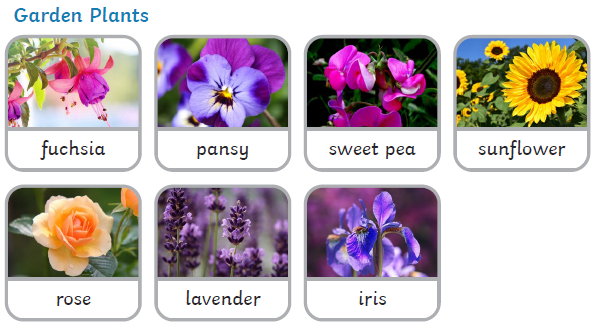 Garden Plants
fuchsia
pansy
sweet pea
sunflower
rose
lavender
iris